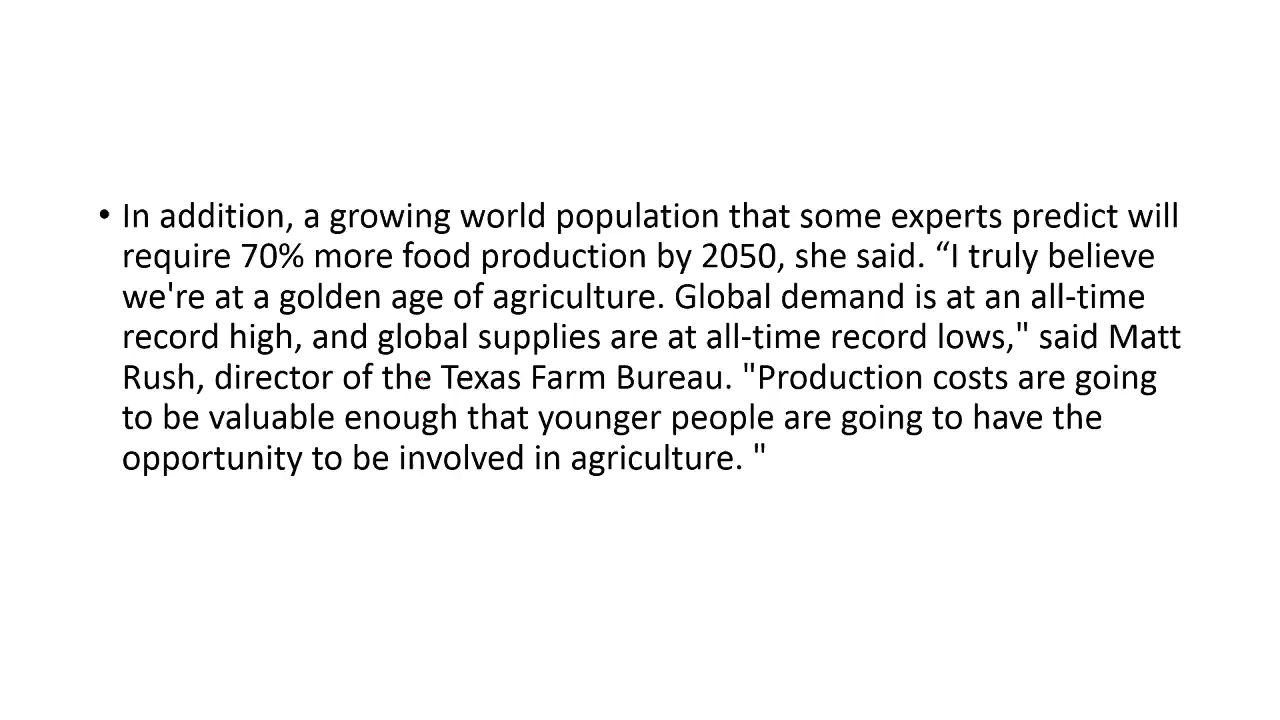 • In addition, a growing world population that some experts predict will
require 70% more food production by 2050, she said. “I truly believe
we're at a golden age of agriculture. Global demand is at an all-time
record high, and global supplies are at all-time record lows," said Matt
Rush, director of the Texas Farm Bureau. "Production costs are going
to be valuable enough that younger people are going to have the
opportunity to be involved in agriculture. "